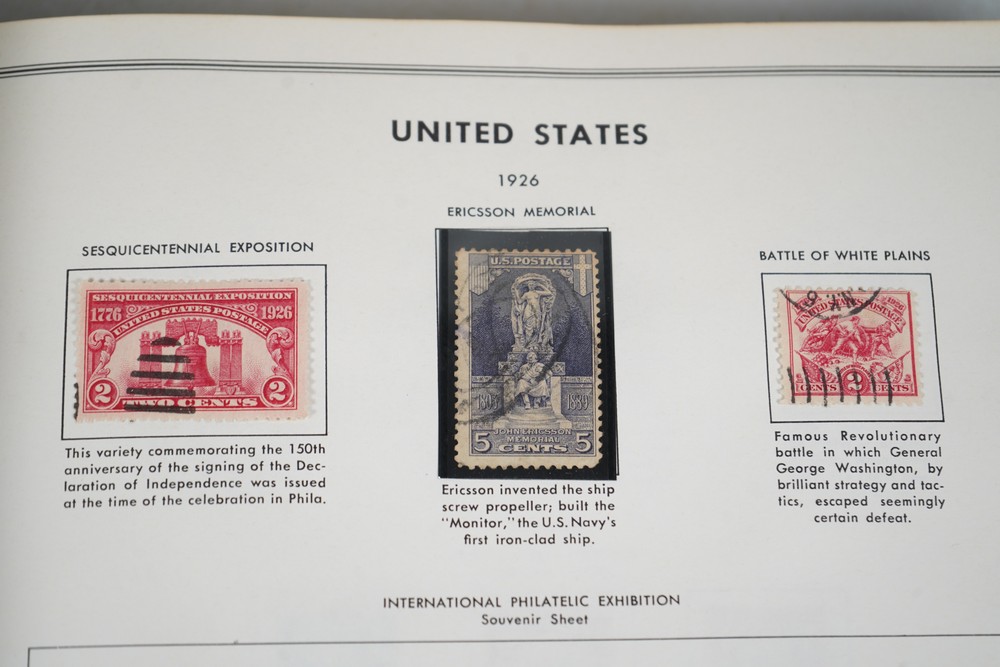 UNITED STATES
1926
SESQUICENTENNIAL EXPOSITION
SESQUICENTENNIAL EXPOSITION
1776 1926
UNITED STATES POSTAGE
2 2
TWO CENTS
This variety commemorating the 150th
anniversary of the signing of the Dec-
laration of Independence was issued
at the time of the celebration in Phila.
ERICSSON MEMORIAL
U.S. POSTAGE
1803 1889
JOHN ERICSSON
MEMORIAL
5 CENTS 5
Ericsson invented the ship
screw propeller; built the
"Monitor," the U.S. Navy's
first iron-clad ship.
BATTLE OF WHITE PLAINS
UNITED STATES POSTAGE
1926
CENTS 2 CENTS
Famous Revolutionary
battle in which General
George Washington, by
brilliant strategy and tac-
tics, escaped seemingly
certain defeat.
INTERNATIONAL PHILATELIC EXHIBITION
Souvenir Sheet